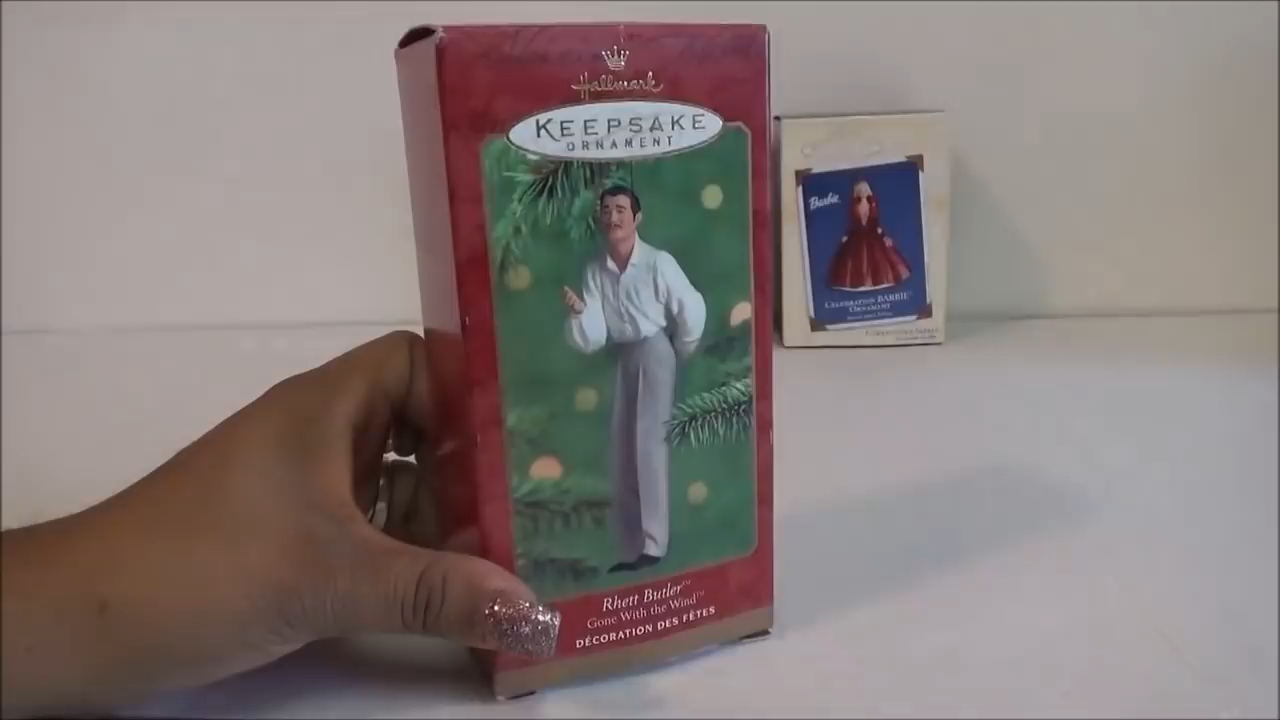 Hallmark
KEEPSAKE
ORNAMENT
Rhett Butler™
Gone With the Wind™
DÉCORATION DES FÊTES
Barbie
CELEBRATION BARBIE™
ORNAMENT